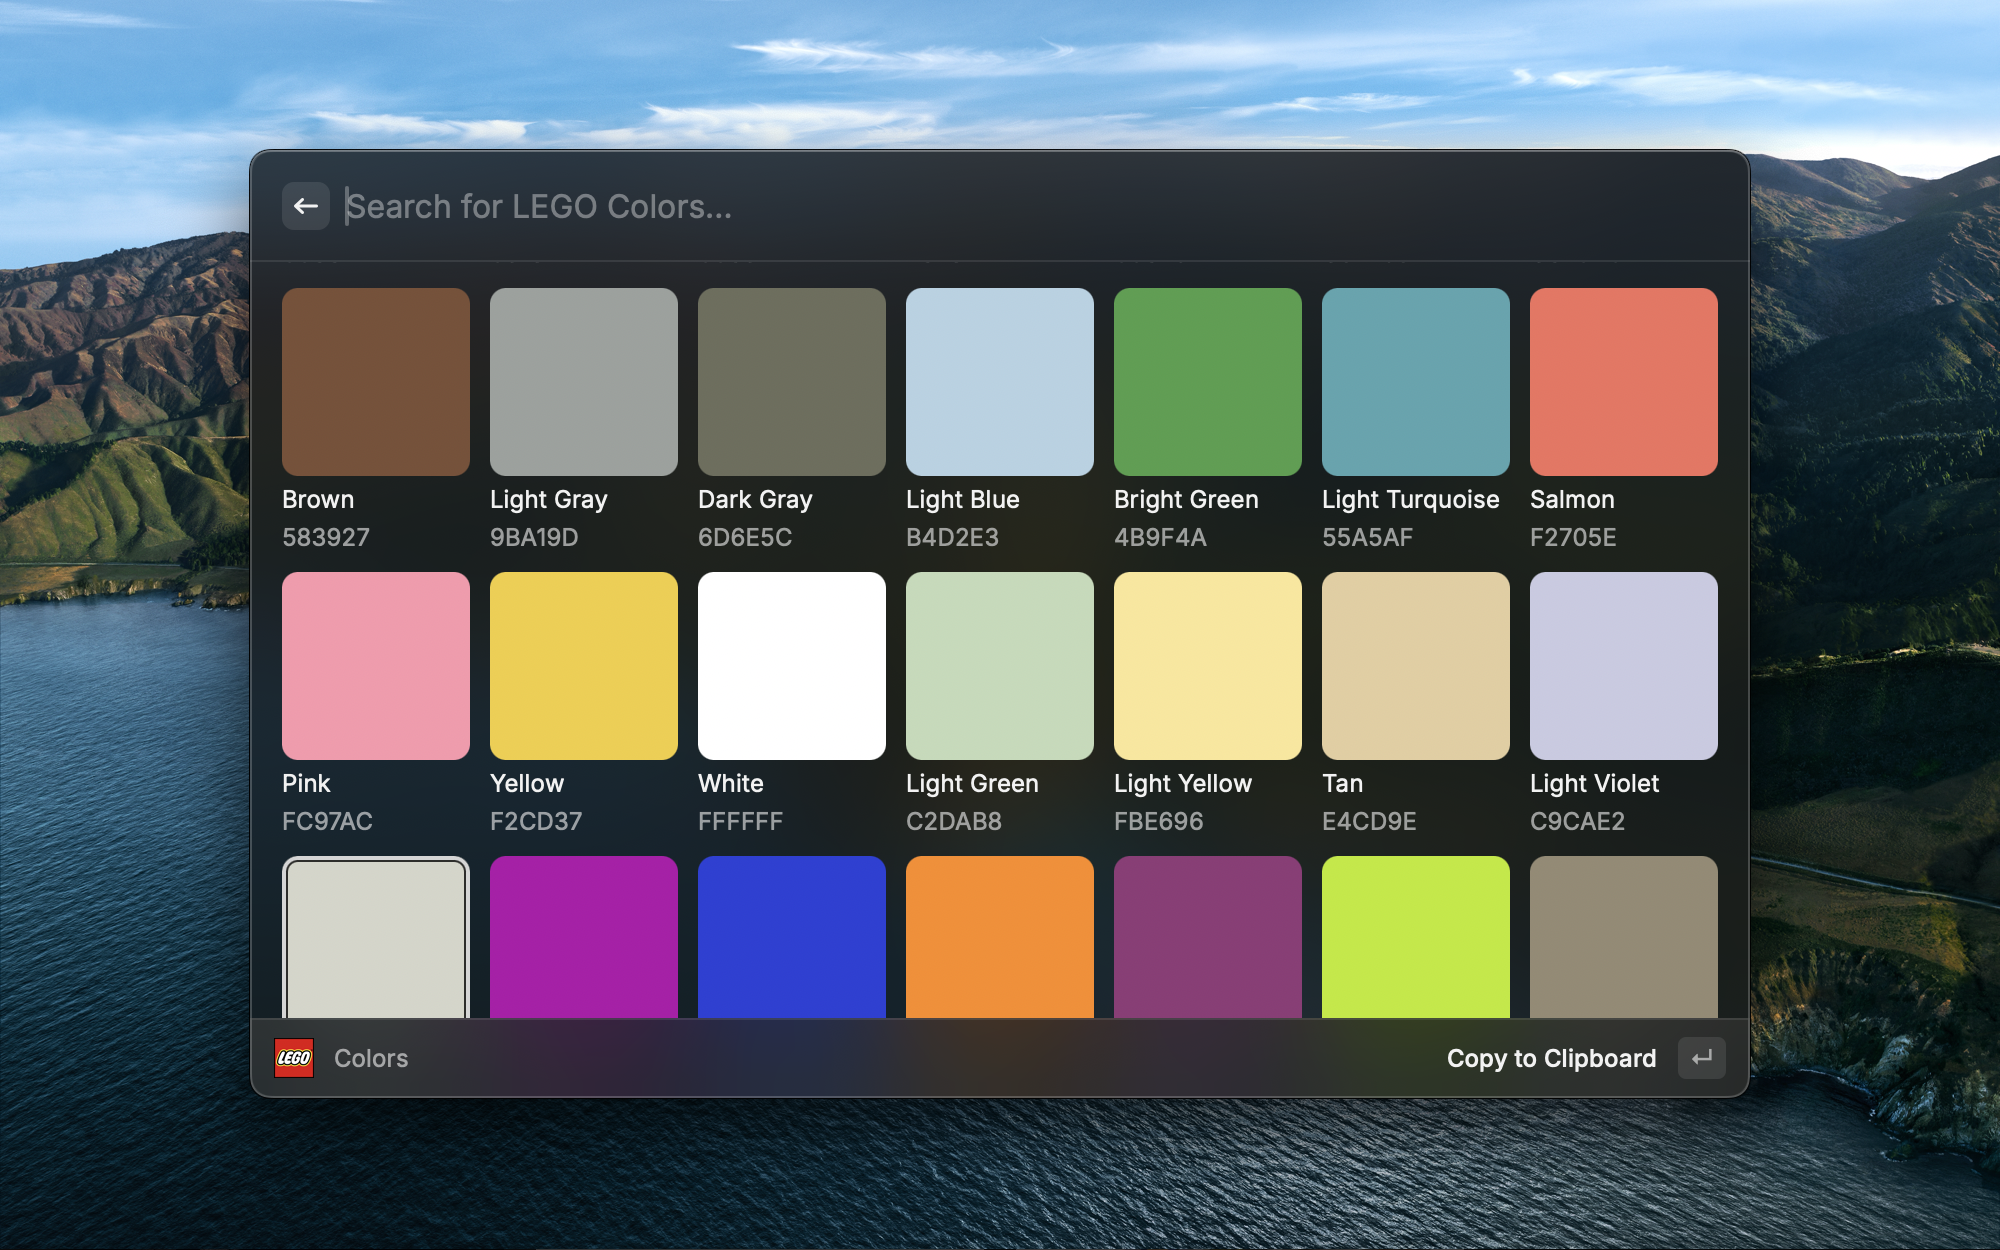 Search for LEGO Colors...
Brown Light Gray Dark Gray Light Blue Bright Green Light Turquoise Salmon
583927 9BA19D 6D6E5C B4D2E3 4B9F4A 55A5AF F2705E
Pink Yellow White Light Green Light Yellow Tan Light Violet
FC97AC F2CD37 FFFFFF C2DAB8 FBE696 E4CD9E C9CAE2
LEGO Colors Copy to Clipboard